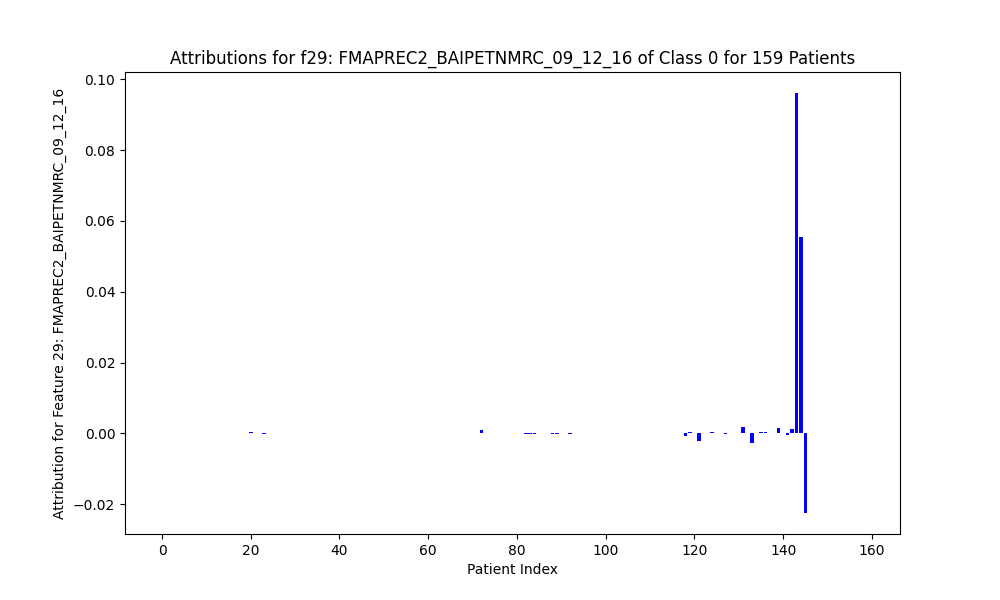 Attributions for f29: FMAPREC2_BAIPETNMRC_09_12_16 of Class 0 for 159 Patients
Attribution for Feature 29: FMAPREC2_BAIPETNMRC_09_12_16
0.10
0.08
0.06
0.04
0.02
0.00
−0.02
0 20 40 60 80 100 120 140 160
Patient Index